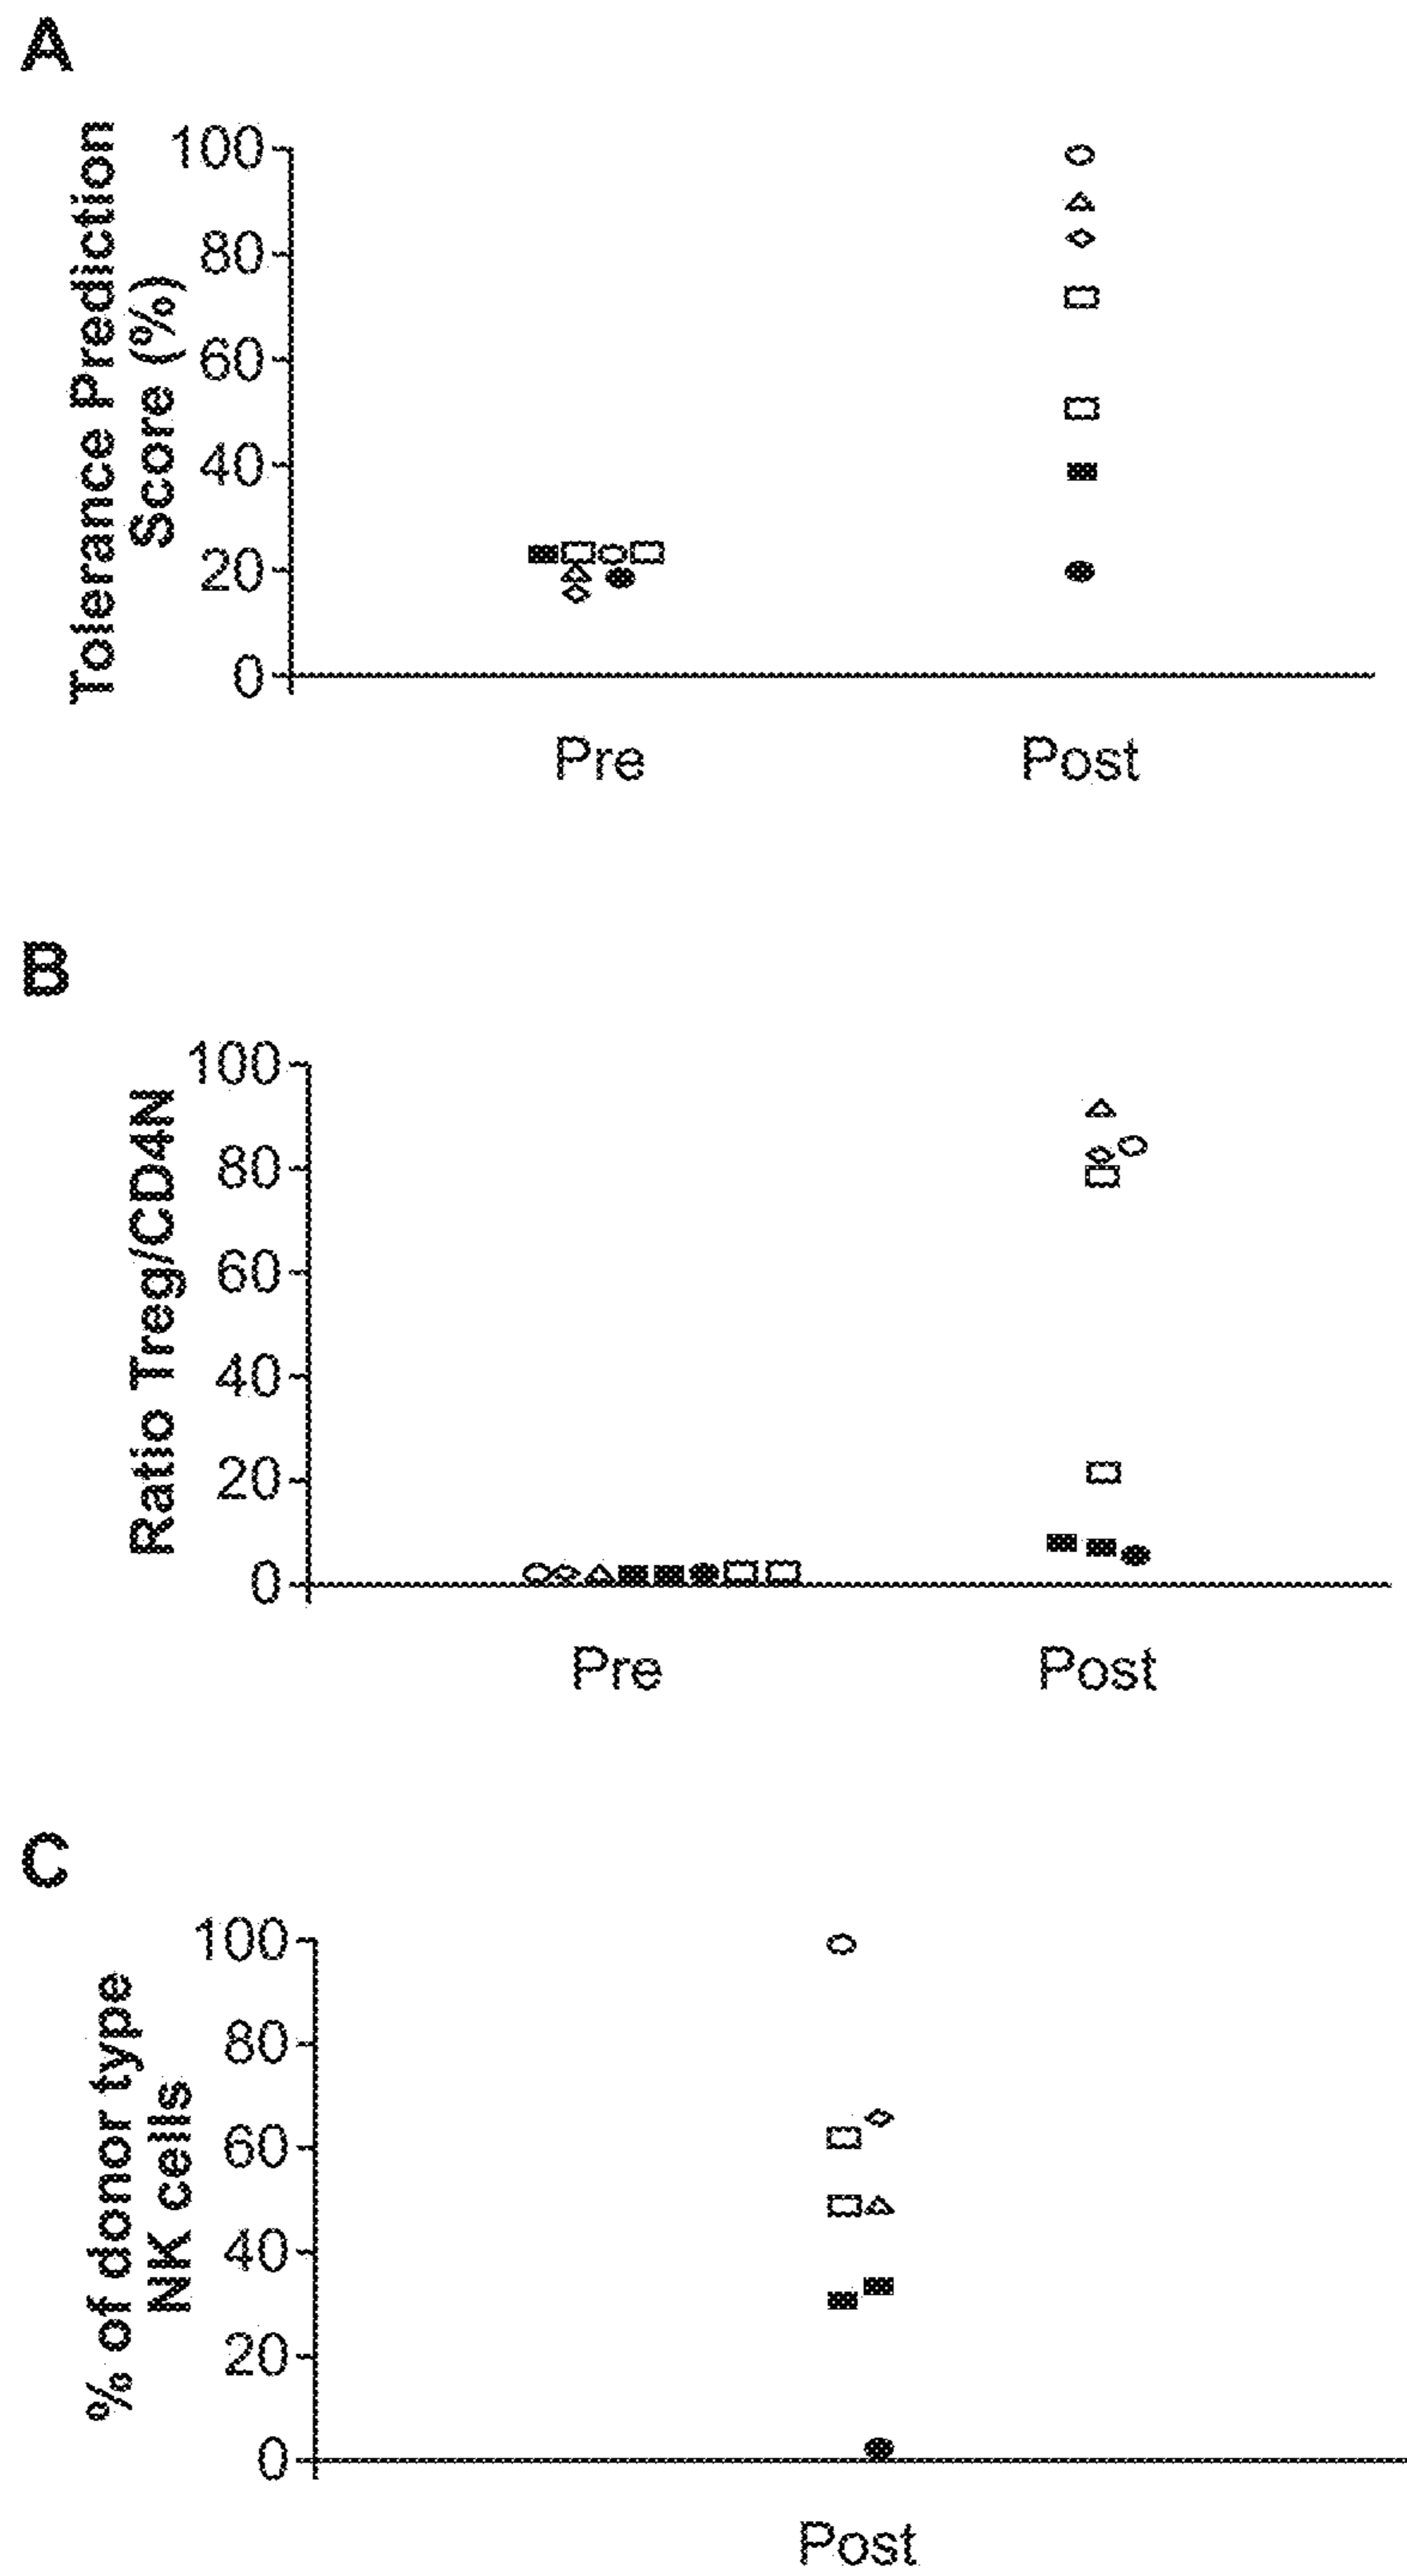 A
Tolerance Prediction
Score (%)
100
80
60
40
20
0
Pre Post
B
Ratio Treg/CD4N
100
80
60
40
20
0
Pre Post
C
% of donor type
NK cells
100
80
60
40
20
0
Post